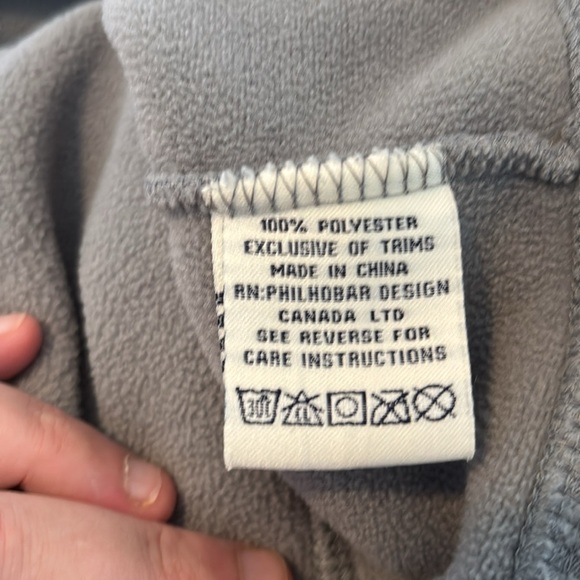 100% POLYESTER
EXCLUSIVE OF TRIMS
MADE IN CHINA
RN:PHILHOBAR DESIGN
CANADA LTD
SEE REVERSE FOR
CARE INSTRUCTIONS